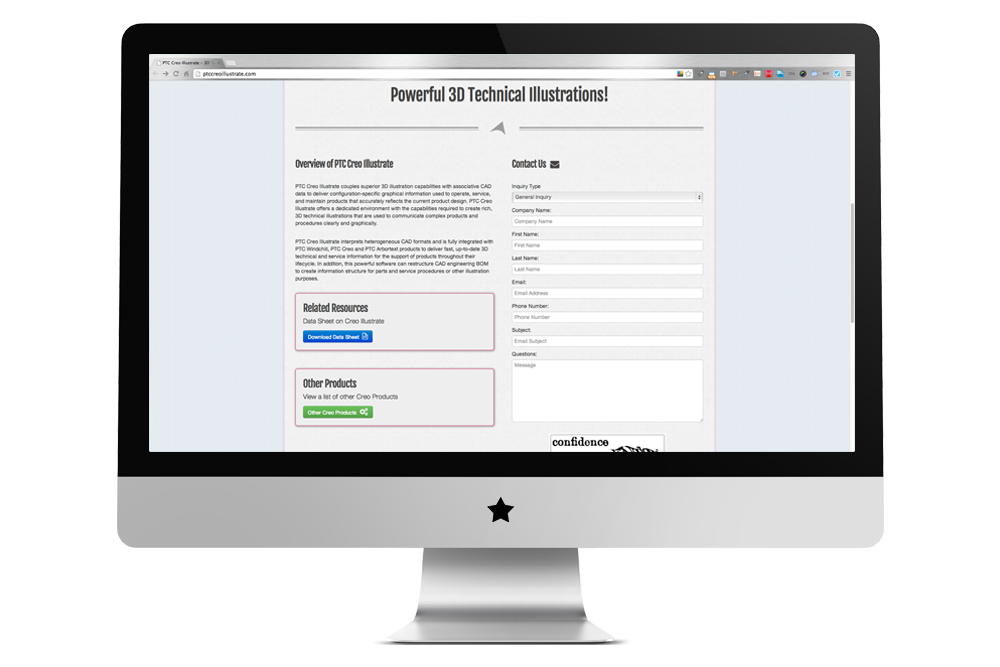 PTC Creo Illustrate - 3D
ptccreoillustrate.com
Powerful 3D Technical Illustrations!
Overview of PTC Creo Illustrate
PTC Creo Illustrate couples superior 3D illustration capabilities with associative CAD
data to deliver configuration-specific graphical information used to operate, service,
and maintain products that accurately reflects the current product design. PTC Creo
Illustrate offers a dedicated environment with the capabilities required to create rich,
3D technical illustrations that are used to communicate complex products and
procedures clearly and graphically.
PTC Creo Illustrate interprets heterogeneous CAD formats and is fully integrated with
PTC Windchill, PTC Creo and PTC Arbortext products to deliver fast, up-to-date 3D
technical and service information for the support of products throughout their
lifecycle. In addition, this powerful software can restructure CAD engineering BOM
to create information structure for parts and service procedures or other illustration
purposes.
Related Resources
Data Sheet on Creo Illustrate
Download Data Sheet
Other Products
View a list of other Creo Products
Other Creo Products
Contact Us
Inquiry Type
General Inquiry
Company Name:
Company Name
First Name:
First Name
Last Name:
Last Name
Email:
Email Address
Phone Number:
Phone Number
Subject:
Email Subject
Questions:
Message
confidence